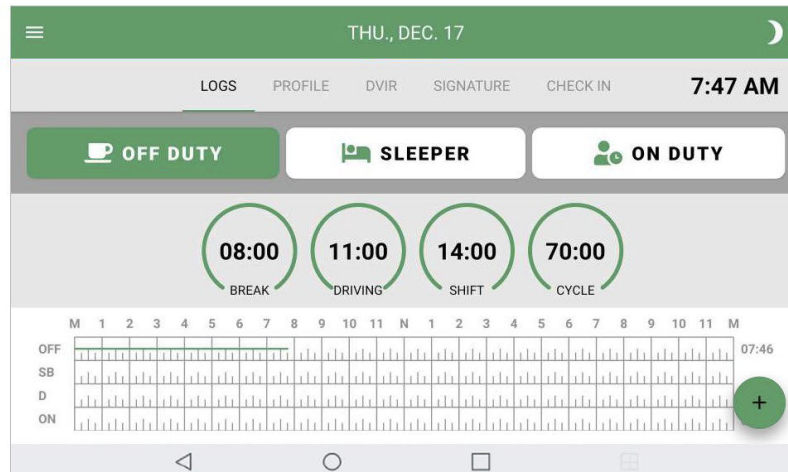 THU., DEC. 17
LOGS PROFILE DVIR SIGNATURE CHECK IN 7:47 AM
OFF DUTY SLEEPER ON DUTY
08:00 11:00 14:00 70:00
BREAK DRIVING SHIFT CYCLE
M 1 2 3 4 5 6 7 8 9 10 11 N 1 2 3 4 5 6 7 8 9 10 11 M
OFF 07:46
SB
D
+
ON